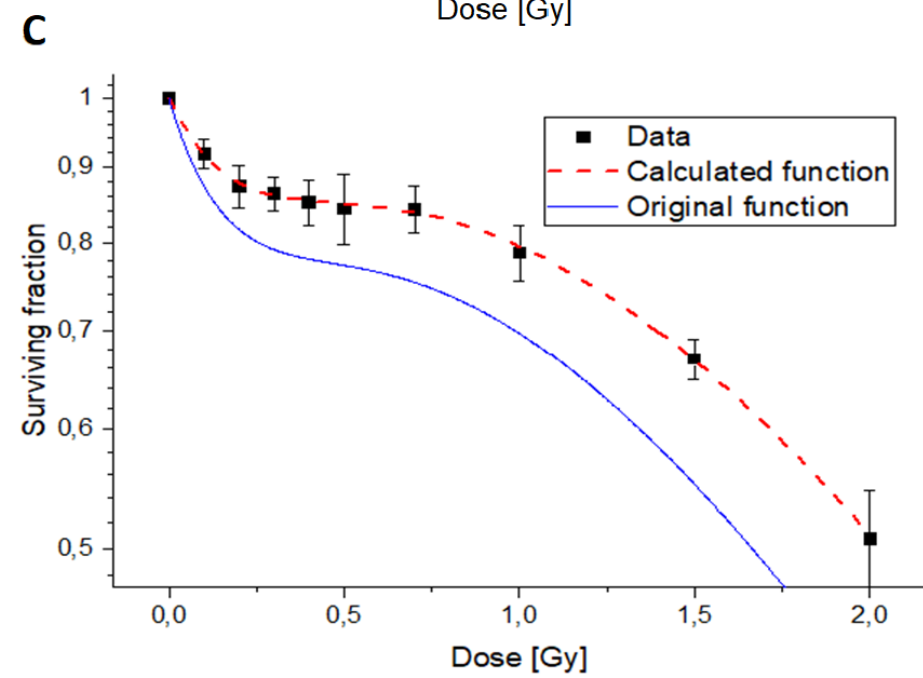 Dose [Gy]
C
1
0,9
0,8
0,7
0,6
0,5
Surviving fraction
Data
Calculated function
Original function
0,0 0,5 1,0 1,5 2,0
Dose [Gy]